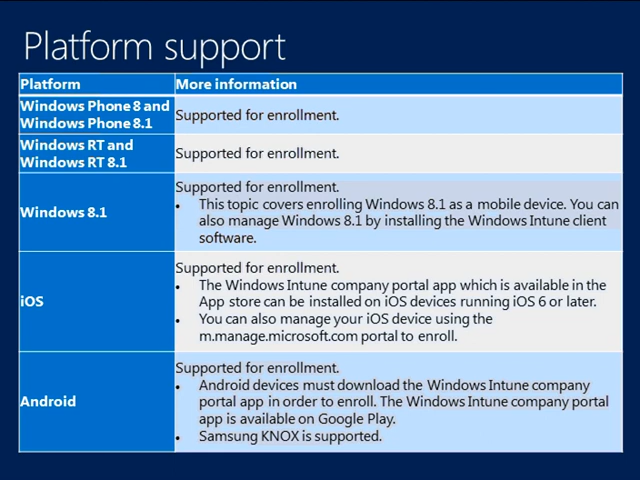 Platform support
Platform More information
Windows Phone 8 and
Windows Phone 8.1
Supported for enrollment.
Windows RT and
Windows RT 8.1
Supported for enrollment.
Windows 8.1
Supported for enrollment.
• This topic covers enrolling Windows 8.1 as a mobile device. You can
also manage Windows 8.1 by installing the Windows Intune client
software.
iOS
Supported for enrollment.
• The Windows Intune company portal app which is available in the
App store can be installed on iOS devices running iOS 6 or later.
• You can also manage your iOS device using the
m.manage.microsoft.com portal to enroll.
Android
Supported for enrollment.
• Android devices must download the Windows Intune company
portal app in order to enroll. The Windows Intune company portal
app is available on Google Play.
• Samsung KNOX is supported.